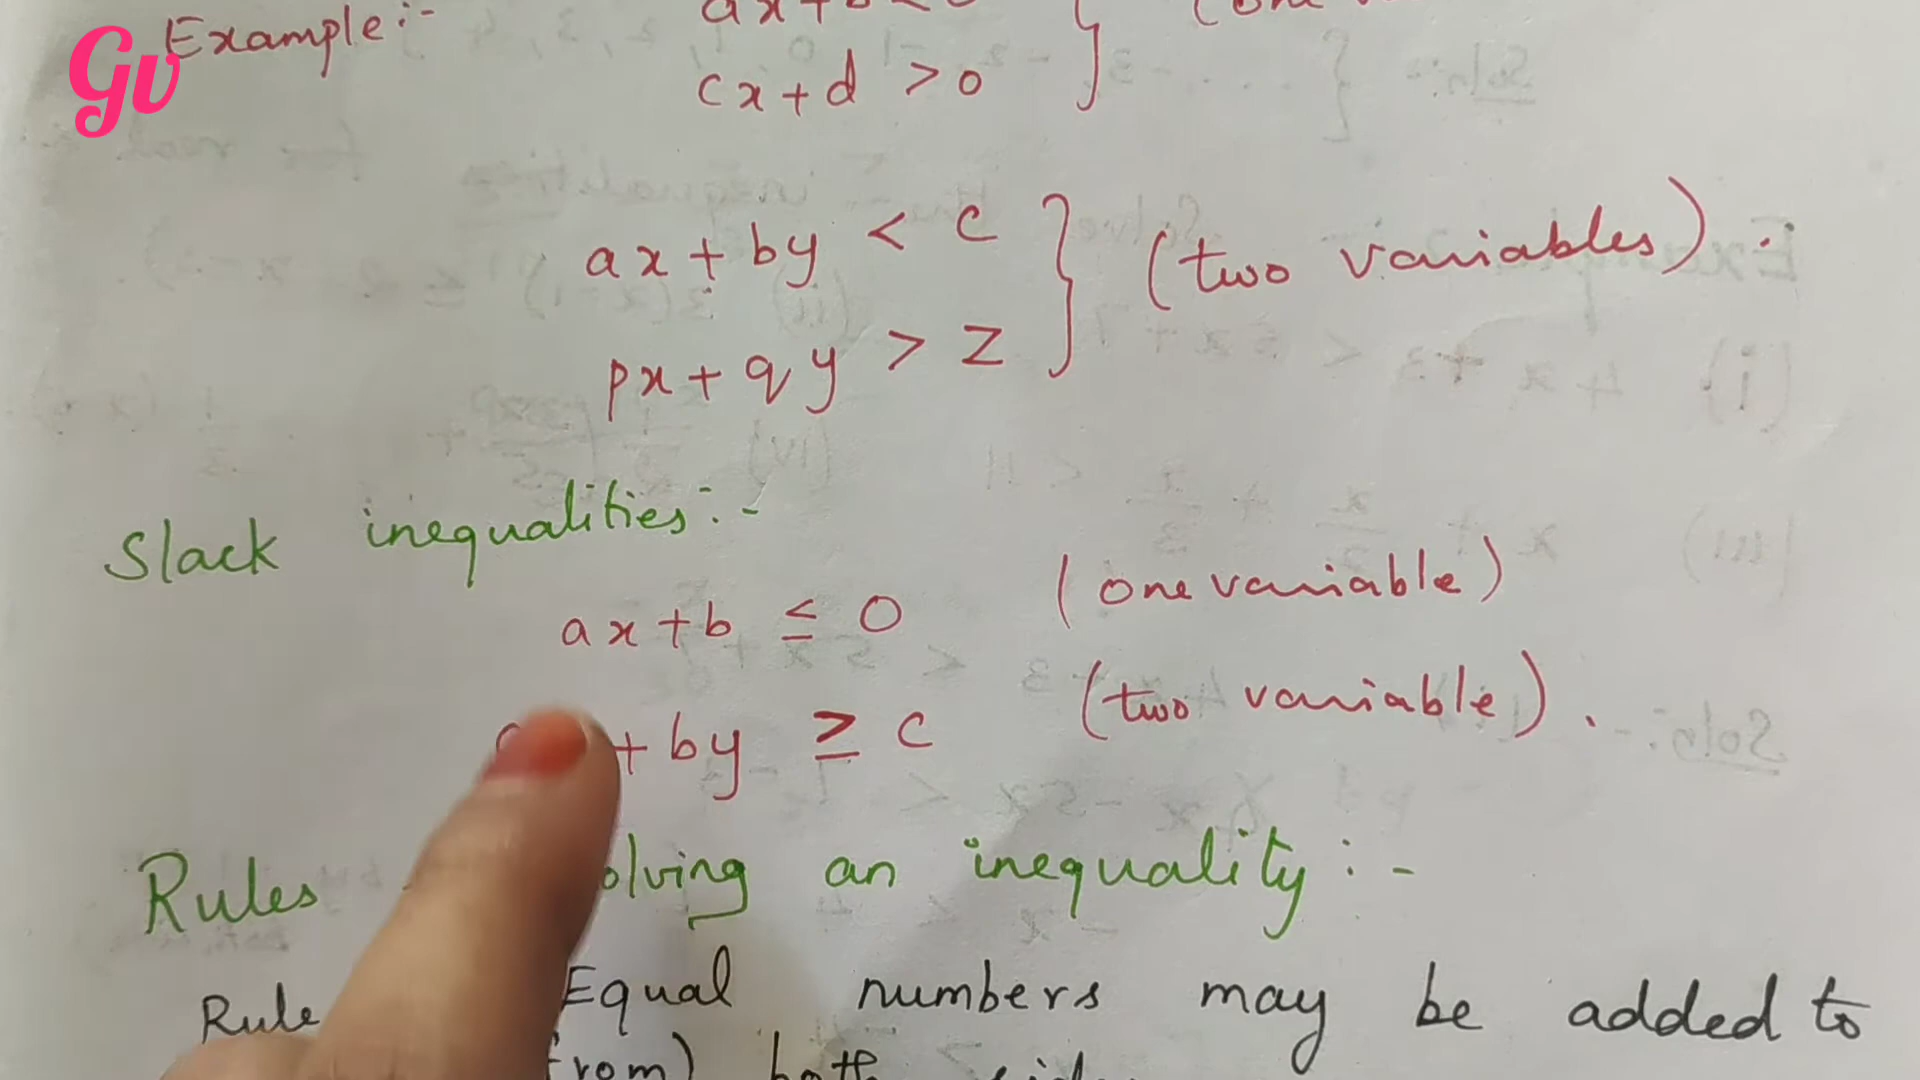 Gv
Example:-
cx+d >0
ax+by < c
(two variables).
px+qy > z
Slack inequalities:-
ax+b ≤ 0 (one variable)
+ by ≥ c (two variable).
Rules an inequality:-
Rule Equal numbers may be added to
both